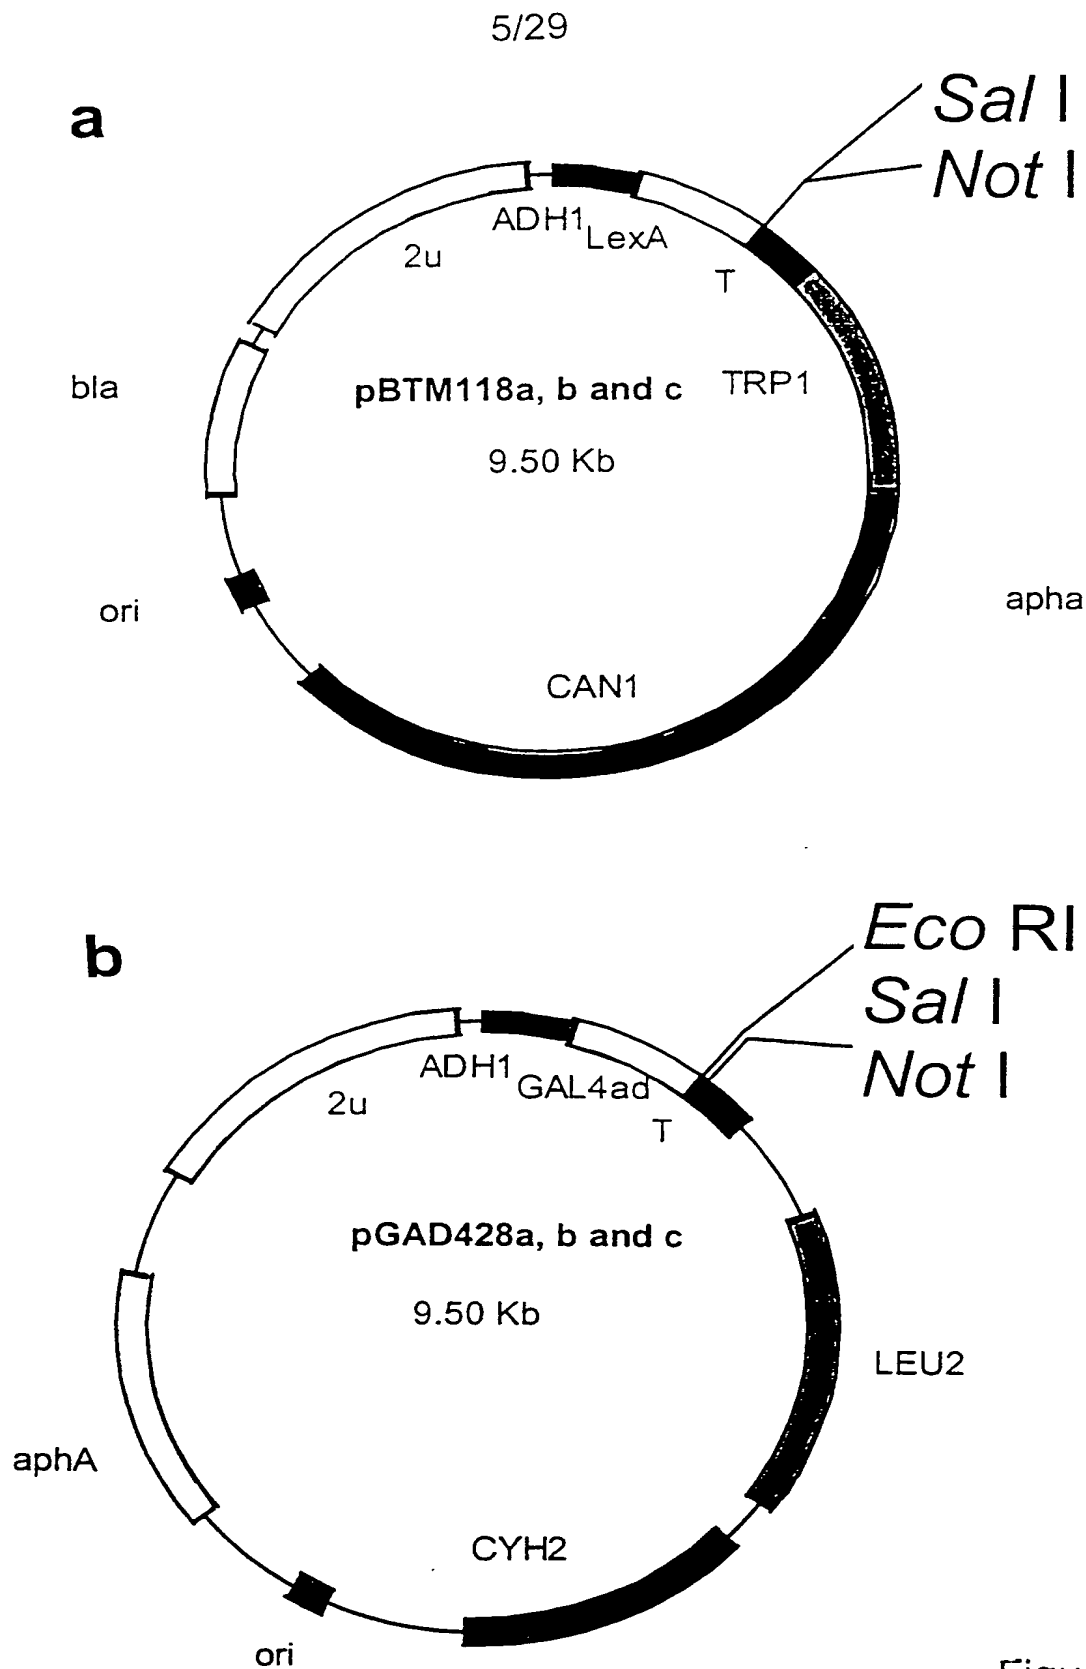 5/29
a
Sal I
Not I
ADH1
LexA
2u
T
bla
pBTM118a, b and c
TRP1
9.50 Kb
ori
apha
CAN1
b
Eco RI
Sal I
Not I
ADH1
GAL4ad
2u
T
pGAD428a, b and c
9.50 Kb
LEU2
aphA
CYH2
ori